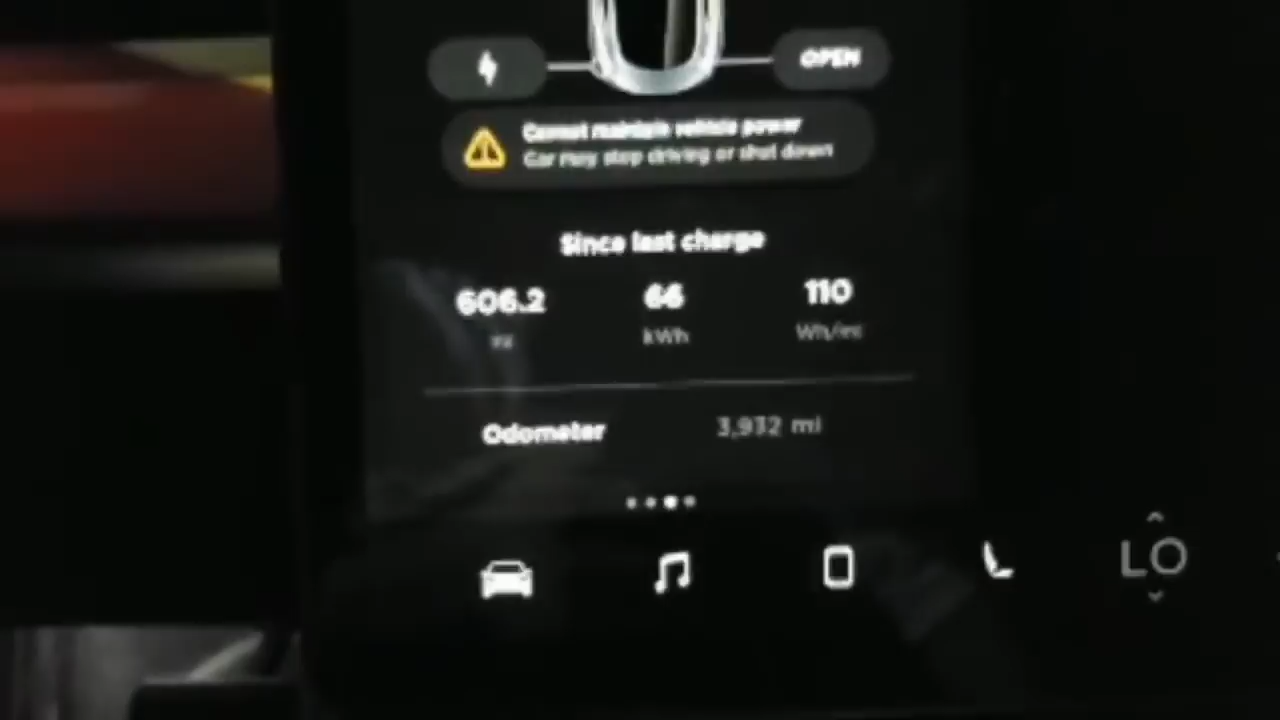 OPEN
Cannot maintain vehicle power
Car may stop driving or shut down
Since last charge
606.2 66 110
mi kWh Wh/mi
Odometer 3,932 mi
LO